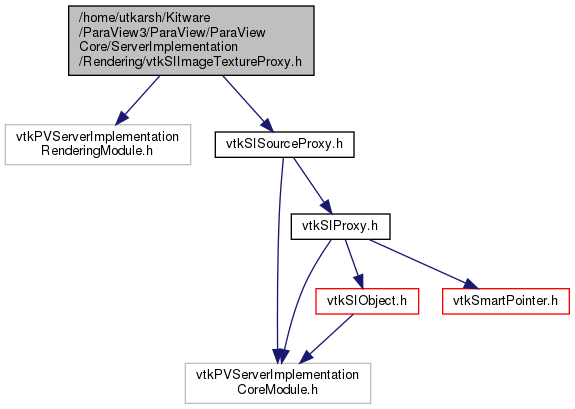 /home/utkarsh/Kitware
/ParaView3/ParaView/ParaView
Core/ServerImplementation
/Rendering/vtkSIImageTextureProxy.h
vtkPVServerImplementation
RenderingModule.h
vtkSISourceProxy.h
vtkSIProxy.h
vtkSIObject.h
vtkSmartPointer.h
vtkPVServerImplementation
CoreModule.h